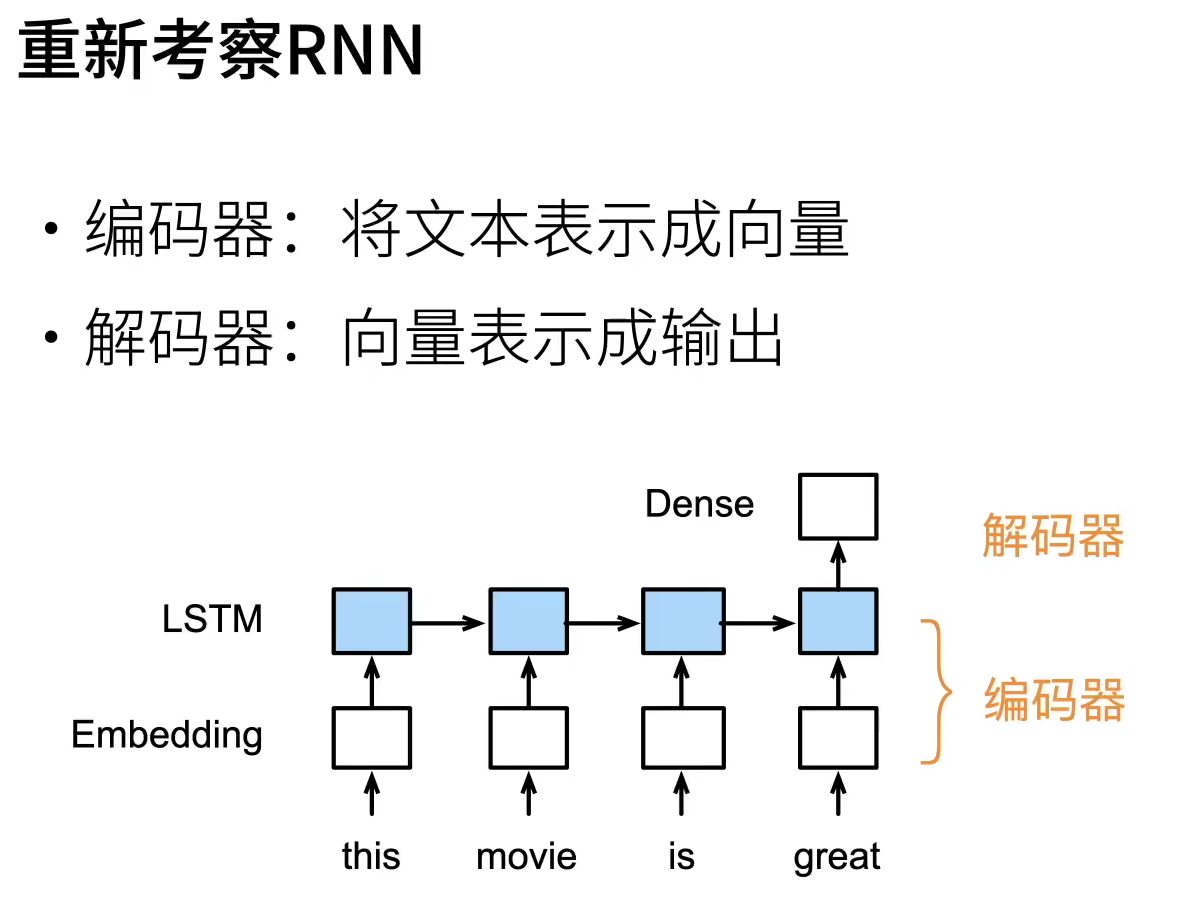 重新考察RNN
• 编码器：将文本表示成向量
• 解码器：向量表示成输出
Dense
解码器
LSTM
编码器
Embedding
this movie is great